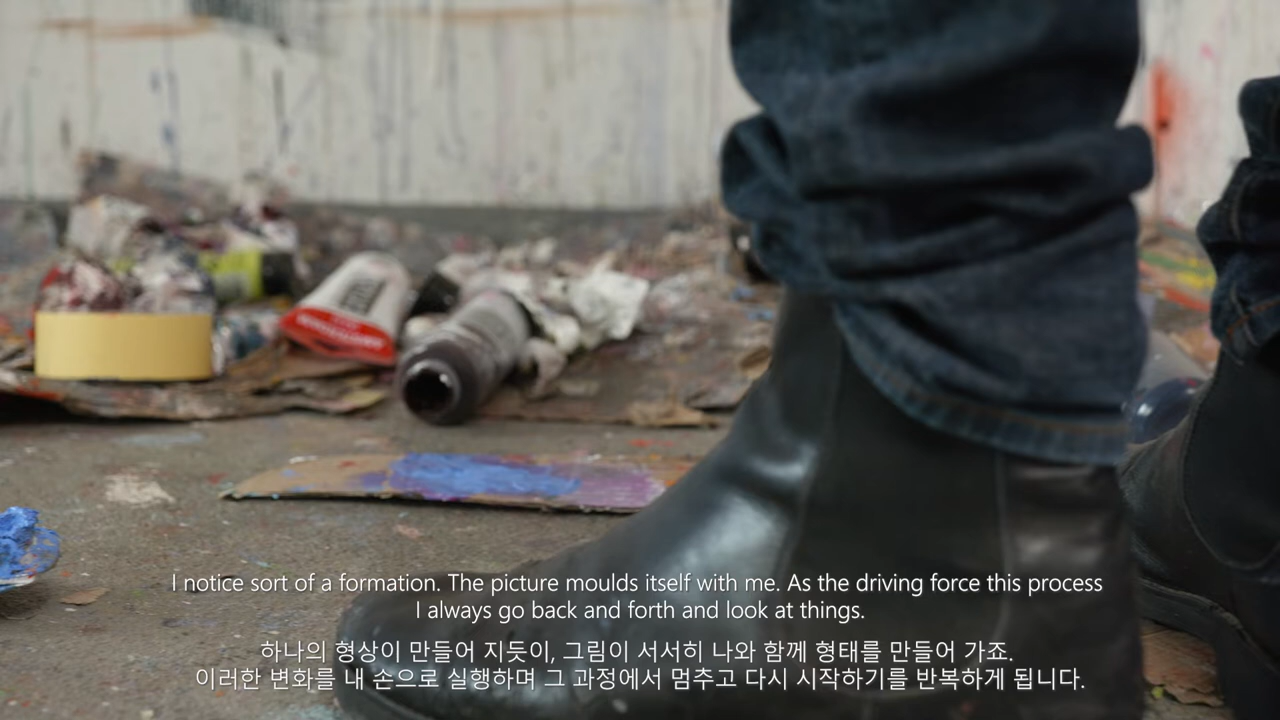 I notice sort of a formation. The picture moulds itself with me. As the driving force this process
I always go back and forth and look at things.
하나의 형상이 만들어 지듯이, 그림이 서서히 나와 함께 형태를 만들어 가죠.
이러한 변화를 내 손으로 실행하며 그 과정에서 멈추고 다시 시작하기를 반복하게 됩니다.